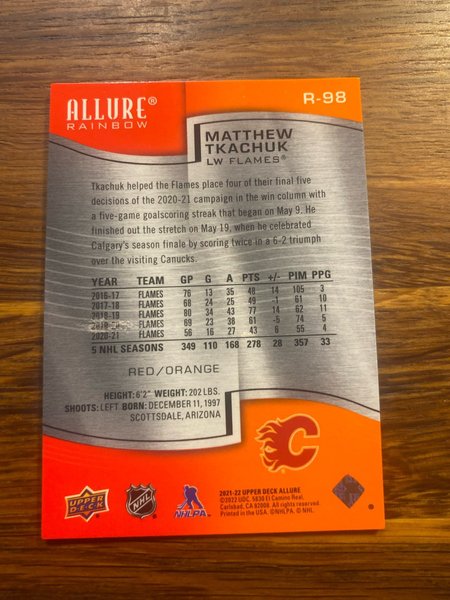 ALLURE®
RAINBOW
R-98
MATTHEW
TKACHUK
LW FLAMES®
Tkachuk helped the Flames place four of their final five
decisions of the 2020-21 campaign in the win column with
a five-game goalscoring streak that began on May 9. He
finished out the stretch on May 19, when he celebrated
Calgary's season finale by scoring twice in a 6-2 triumph
over the visiting Canucks.
YEAR TEAM GP G A PTS +/- PIM PPG
2016-17 FLAMES 76 13 35 48 14 105 3
2017-18 FLAMES 68 24 25 49 -1 61 10
2018-19 FLAMES 80 34 43 77 14 62 11
2019-20 FLAMES 69 23 38 61 -5 74 5
2020-21 FLAMES 56 16 27 43 6 55 4
5 NHL SEASONS 349 110 168 278 28 357 33
RED/ORANGE
HEIGHT: 6'2" WEIGHT: 202 LBS.
SHOOTS: LEFT BORN: DECEMBER 11, 1997
SCOTTSDALE, ARIZONA
C
UPPER DECK
NHL
NHLPA
2021-22 UPPER DECK ALLURE
©2022 UDC. 5830 El Camino Real,
Carlsbad, CA 92008. All rights reserved.
Printed in the USA. ©NHLPA. © NHL.